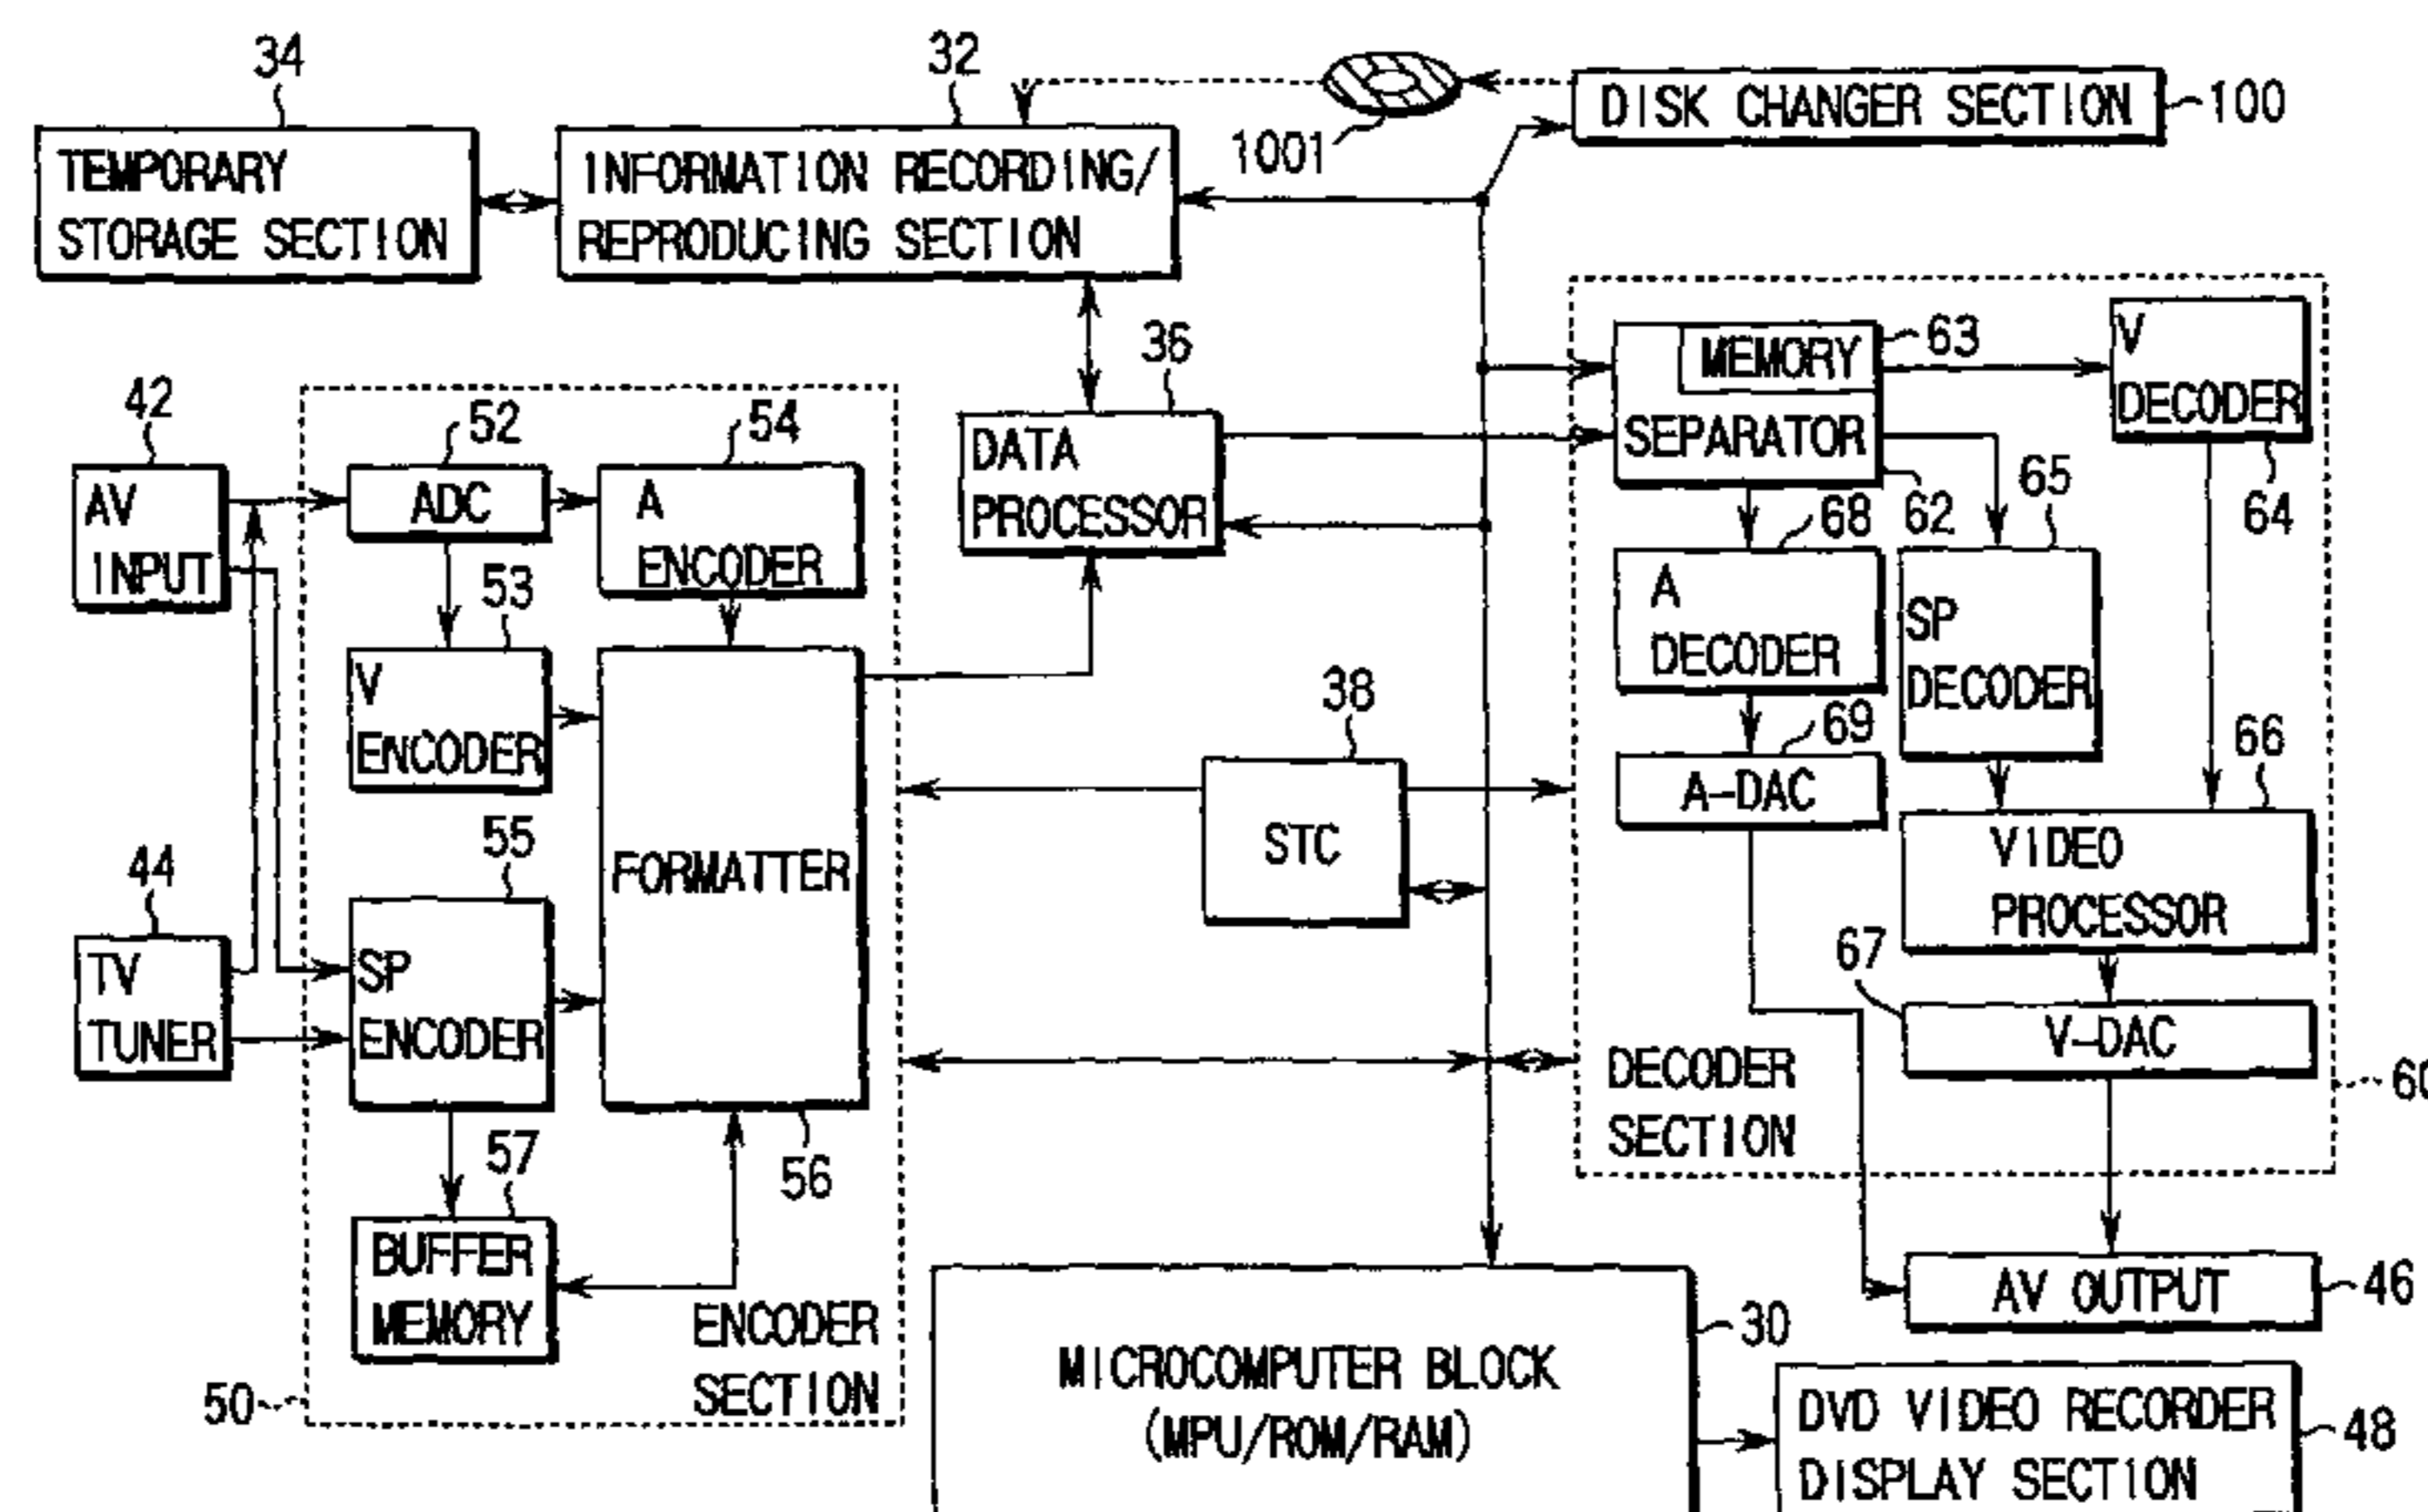 34
32
DISK CHANGER SECTION
100
1001
TEMPORARY
STORAGE SECTION
INFORMATION RECORDING/
REPRODUCING SECTION
36
63
MEMORY
SEPARATOR
62
V
DECODER
64
42
52
54
DATA
PROCESSOR
AV
INPUT
ADC
A
ENCODER
68
65
A
DECODER
SP
DECODER
53
V
ENCODER
38
69
66
STC
A-DAC
VIDEO
PROCESSOR
44
55
FORMATTER
TV
TUNER
SP
ENCODER
67
V-DAC
DECODER
SECTION
60
57
56
BUFFER
MEMORY
ENCODER
SECTION
50
AV OUTPUT
46
30
MICROCOMPUTER BLOCK
(MPU/ROM/RAM)
DVD VIDEO RECORDER
DISPLAY SECTION
48